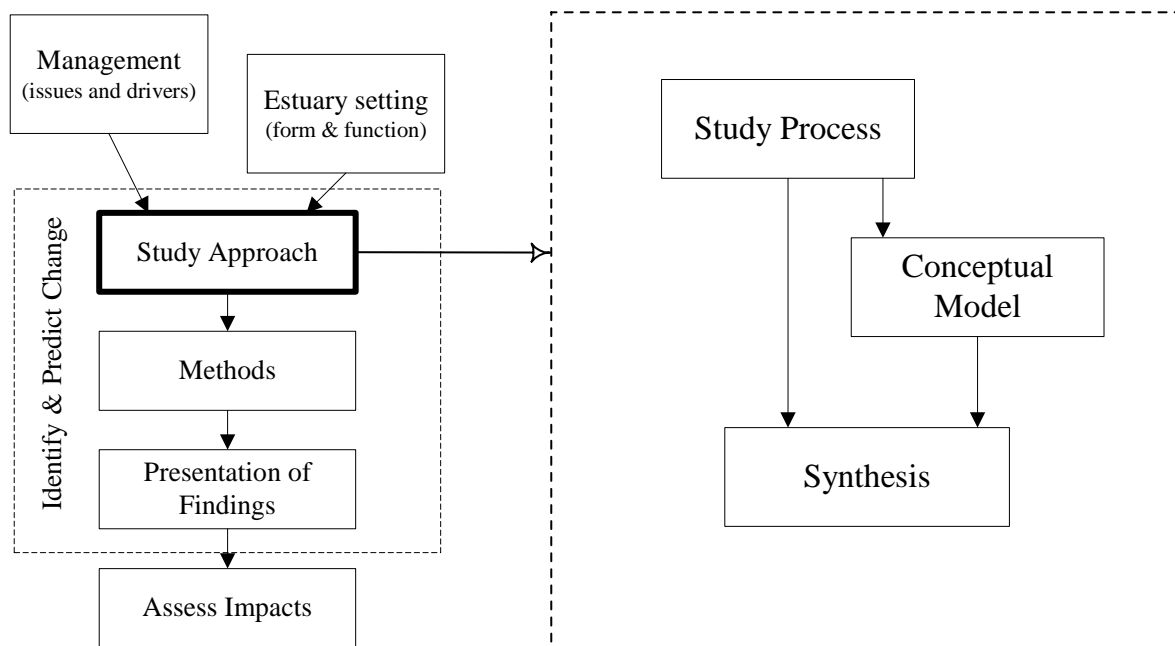 Management
(issues and drivers)
Estuary setting
(form & function)
Identify & Predict Change
Study Approach
Methods
Presentation of
Findings
Assess Impacts
Study Process
Conceptual
Model
Synthesis